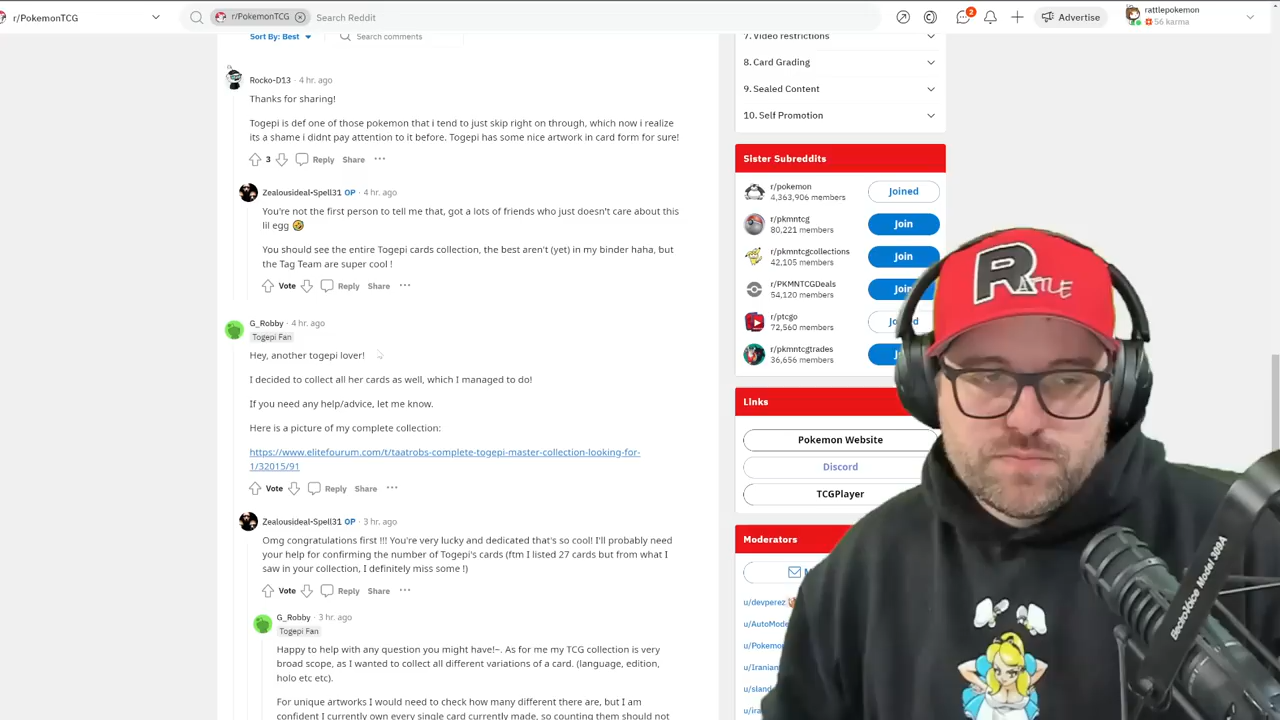 r/PokemonTCG
r/PokemonTCG
Search Reddit
2
Advertise
rattlepokemon
56 karma
Sort By: Best
Search comments
Rocko-D13 · 4 hr. ago
Thanks for sharing!
Togepi is def one of those pokemon that i tend to just skip right on through, which now i realize
its a shame i didnt pay attention to it before. Togepi has some nice artwork in card form for sure!
3 Reply Share ···
Zealousideal-Spell31 OP · 4 hr. ago
You're not the first person to tell me that, got a lots of friends who just doesn't care about this
lil egg 🤣
You should see the entire Togepi cards collection, the best aren't (yet) in my binder haha, but
the Tag Team are super cool !
Vote Reply Share ···
G_Robby · 4 hr. ago
Togepi Fan
Hey, another togepi lover!
I decided to collect all her cards as well, which I managed to do!
If you need any help/advice, let me know.
Here is a picture of my complete collection:
https://www.elitefourum.com/t/taatrobs-complete-togepi-master-collection-looking-for-
1/32015/91
Vote Reply Share ···
Zealousideal-Spell31 OP · 3 hr. ago
Omg congratulations first !!! You're very lucky and dedicated that's so cool! I'll probably need
your help for confirming the number of Togepi's cards (ftm I listed 27 cards but from what I
saw in your collection, I definitely miss some !)
Vote Reply Share ···
G_Robby · 3 hr. ago
Togepi Fan
Happy to help with any question you might have!~. As for me my TCG collection is very
broad scope, as I wanted to collect all different variations of a card. (language, edition,
holo etc etc).
For unique artworks I would need to check how many different there are, but I am
confident I currently own every single card currently made, so counting them should not
7. Video restrictions
8. Card Grading
9. Sealed Content
10. Self Promotion
Sister Subreddits
r/pokemon
4,363,906 members
Joined
r/pkmntcg
80,221 members
Join
r/pkmntcgcollections
42,105 members
Join
r/PKMNTCGDeals
54,120 members
Join
r/ptcgo
72,560 members
Joined
r/pkmntcgtrades
36,656 members
Links
Pokemon Website
Discord
TCGPlayer
Moderators
M
u/devperez
u/AutoMode
u/Pokemo
u/Iranian
u/sland
RATTLE